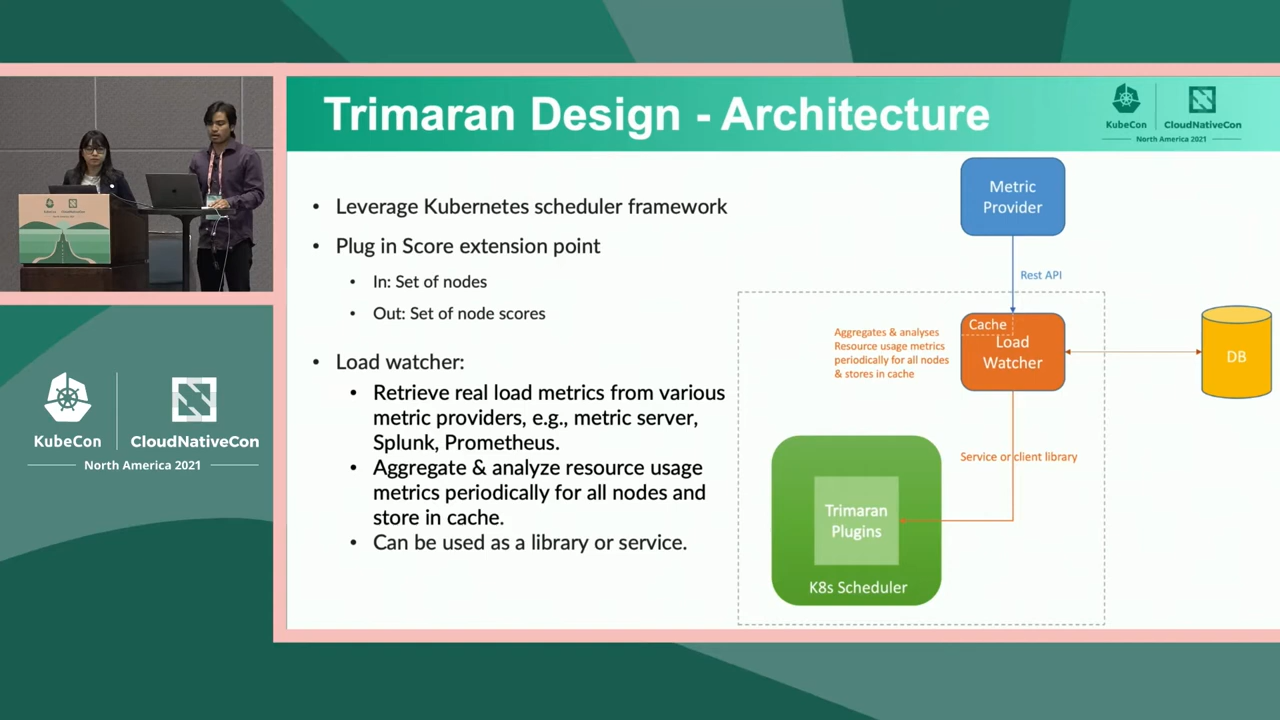 Trimaran Design - Architecture
KubeCon
CloudNativeCon
North America 2021
• Leverage Kubernetes scheduler framework
• Plug in Score extension point
• In: Set of nodes
• Out: Set of node scores
• Load watcher:
• Retrieve real load metrics from various
metric providers, e.g., metric server,
Splunk, Prometheus.
• Aggregate & analyze resource usage
metrics periodically for all nodes and
store in cache.
• Can be used as a library or service.
Metric
Provider
Rest API
Aggregates & analyses
Resource usage metrics
periodically for all nodes
& stores in cache
Cache
Load
Watcher
DB
Service or client library
Trimaran
Plugins
K8s Scheduler
KubeCon
CloudNativeCon
North America 2021